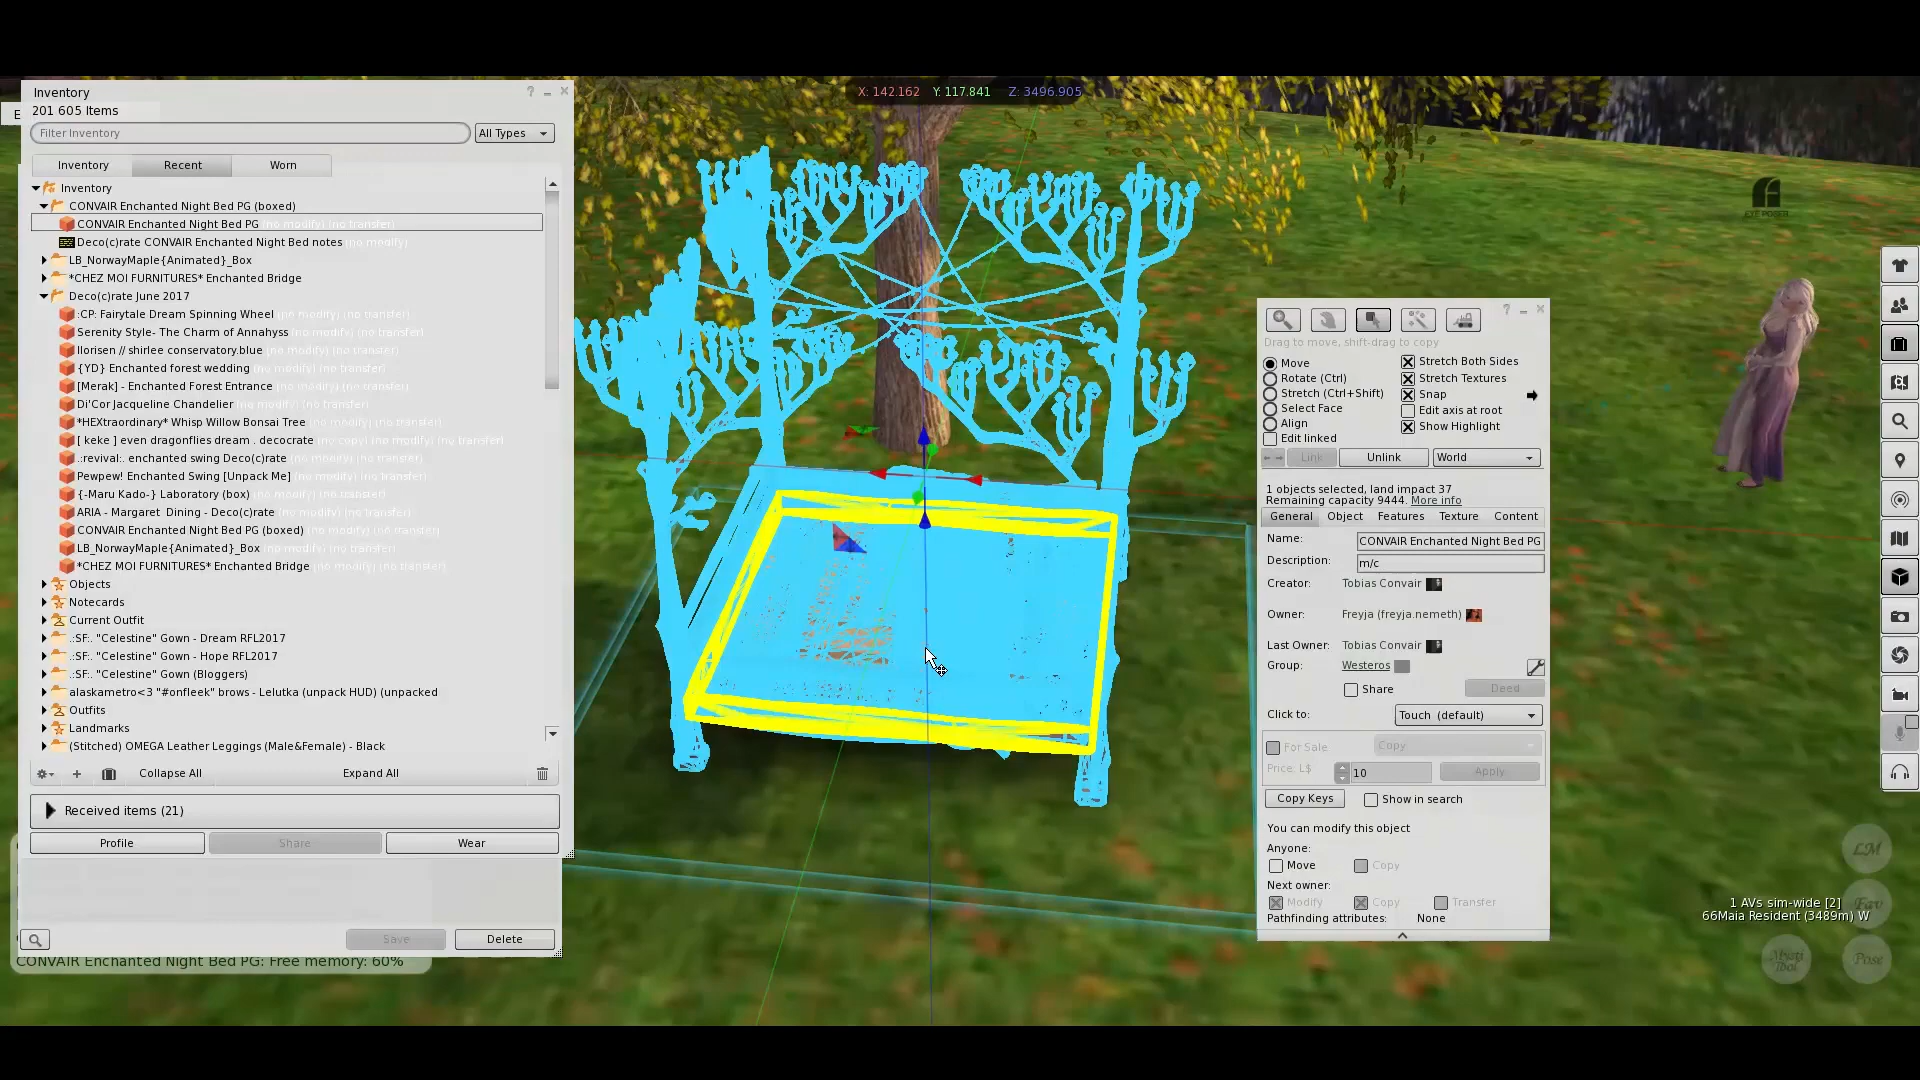 Inventory
201 605 Items
Filter Inventory
All Types
Inventory
Recent
Worn
Inventory
CONVAIR Enchanted Night Bed PG (boxed)
CONVAIR Enchanted Night Bed PG (no modify) (no transfer)
Deco(c)rate CONVAIR Enchanted Night Bed notes (no modify)
LB_NorwayMaple{Animated}_Box
*CHEZ MOI FURNITURES* Enchanted Bridge
Deco(c)rate June 2017
:CP: Fairytale Dream Spinning Wheel (no modify) (no transfer)
Serenity Style- The Charm of Annahyss (no modify) (no transfer)
llorisen // shirlee conservatory.blue (no modify) (no transfer)
{YD} Enchanted forest wedding (no modify) (no transfer)
[Merak] - Enchanted Forest Entrance (no modify) (no transfer)
Di'Cor Jacqueline Chandelier (no modify) (no transfer)
*HEXtraordinary* Whisp Willow Bonsai Tree (no modify) (no transfer)
[ keke ] even dragonflies dream . decocrate (no copy) (no modify) (no transfer)
.:revival:. enchanted swing Deco(c)rate (no modify) (no transfer)
Pewpew! Enchanted Swing [Unpack Me] (no modify) (no transfer)
{-Maru Kado-} Laboratory (box) (no modify) (no transfer)
ARIA - Margaret Dining - Deco(c)rate (no modify) (no transfer)
CONVAIR Enchanted Night Bed PG (boxed) (no modify) (no transfer)
LB_NorwayMaple{Animated}_Box (no modify) (no transfer)
*CHEZ MOI FURNITURES* Enchanted Bridge (no modify) (no transfer)
Objects
Notecards
Current Outfit
.:SF:. "Celestine" Gown - Dream RFL2017
.:SF:. "Celestine" Gown - Hope RFL2017
.:SF:. "Celestine" Gown (Bloggers)
alaskametro<3 "#onfleek" brows - Lelutka (unpack HUD) (unpacked
Outfits
Landmarks
(Stitched) OMEGA Leather Leggings (Male&Female) - Black
Collapse All
Expand All
Received items (21)
Profile
Share
Wear
Save
Delete
CONVAIR Enchanted Night Bed PG: Free memory: 60%
X: 142.162 Y: 117.841 Z: 3496.905
Drag to move, shift-drag to copy
Move
Rotate (Ctrl)
Stretch (Ctrl+Shift)
Select Face
Align
Edit linked
Stretch Both Sides
Stretch Textures
Snap
Edit axis at root
Show Highlight
Link
Unlink
World
1 objects selected, land impact 37
Remaining capacity 9444. More info
General
Object
Features
Texture
Content
Name: CONVAIR Enchanted Night Bed PG
Description: m/c
Creator: Tobias Convair
Owner: Freyja (freyja.nemeth)
Last Owner: Tobias Convair
Group: Westeros
Share
Deed
Click to: Touch (default)
For Sale
Copy
Price: L$ 10
Apply
Copy Keys
Show in search
You can modify this object
Anyone:
Move
Copy
Next owner:
Modify
Copy
Transfer
Pathfinding attributes: None
LM
1 AVs sim-wide [2]
Fav
66Maia Resident (3489m) W
Pose